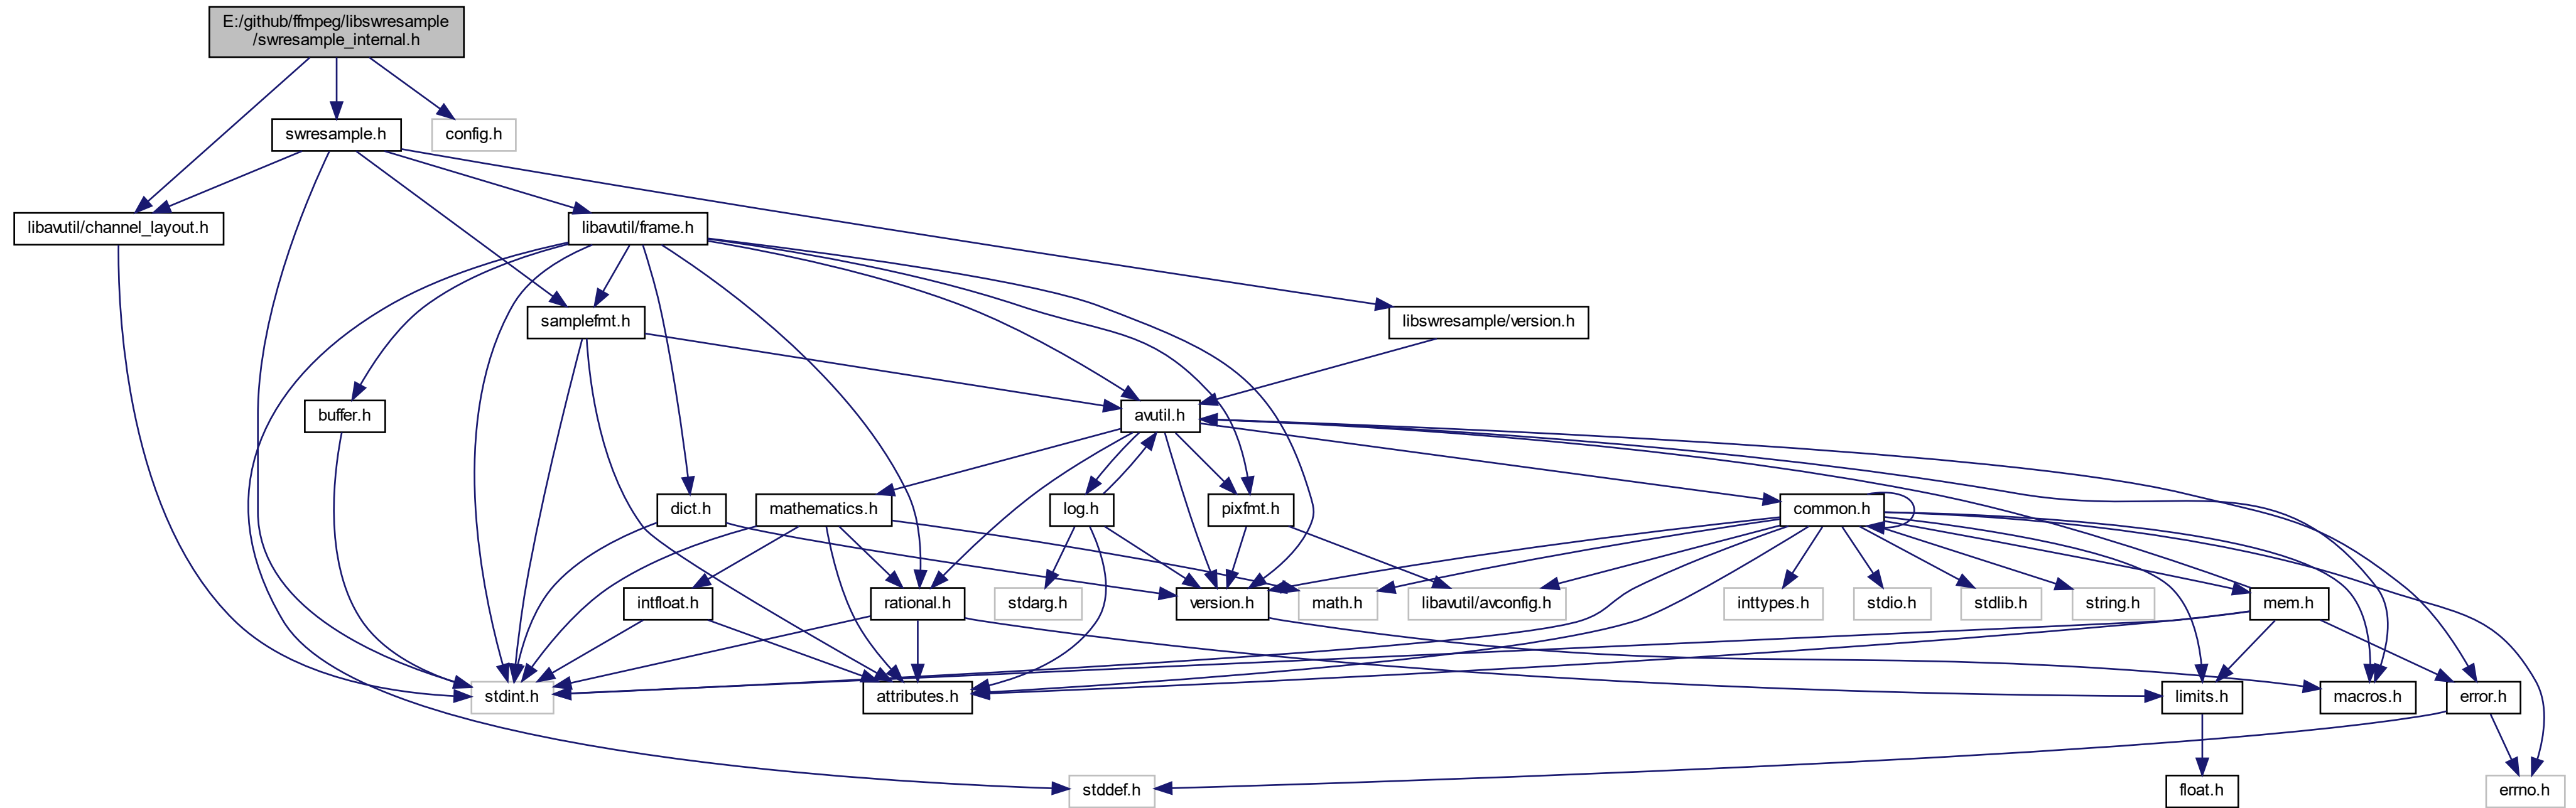 E:/github/ffmpeg/libswresample
/swresample_internal.h
swresample.h
config.h
libavutil/channel_layout.h
libavutil/frame.h
samplefmt.h
libswresample/version.h
buffer.h
avutil.h
dict.h
mathematics.h
log.h
pixfmt.h
common.h
intfloat.h
rational.h
stdarg.h
version.h
math.h
libavutil/avconfig.h
inttypes.h
stdio.h
stdlib.h
string.h
mem.h
stdint.h
attributes.h
limits.h
macros.h
error.h
stddef.h
float.h
errno.h